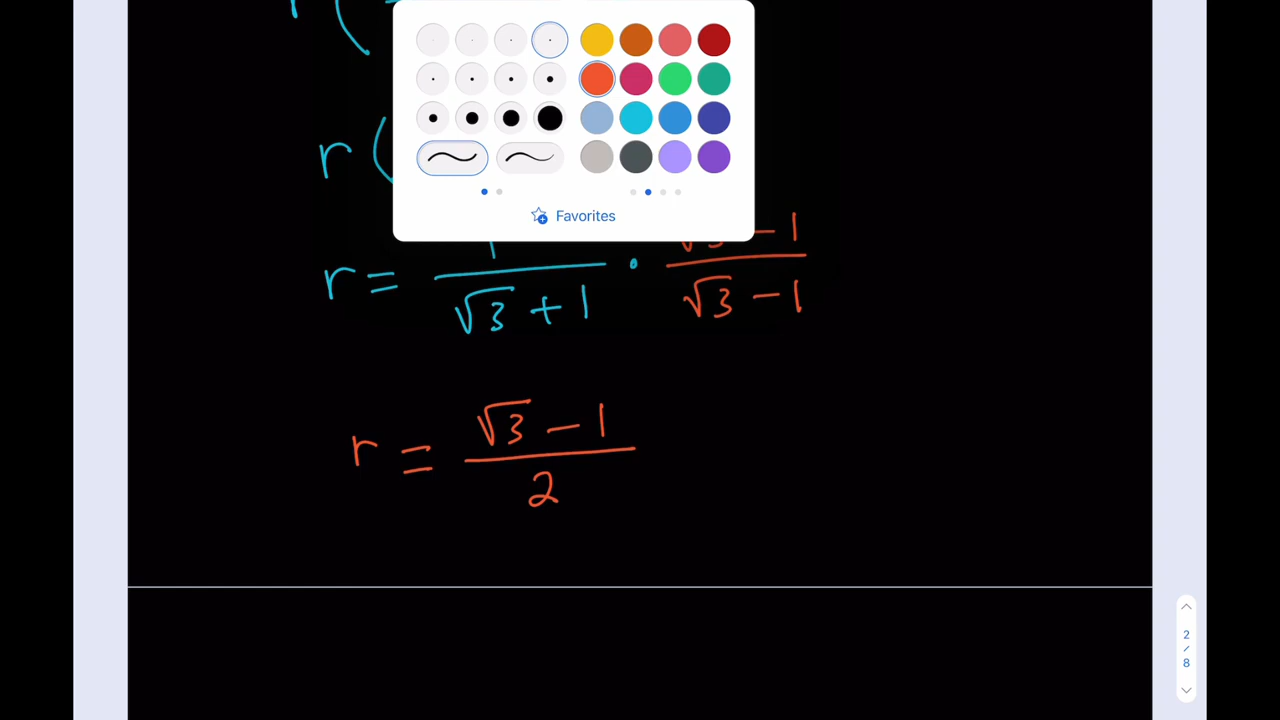 r (
r (
Favorites
r = 1 / (√3 + 1) · (√3 − 1) / (√3 − 1)
r = (√3 − 1) / 2
2 / 8